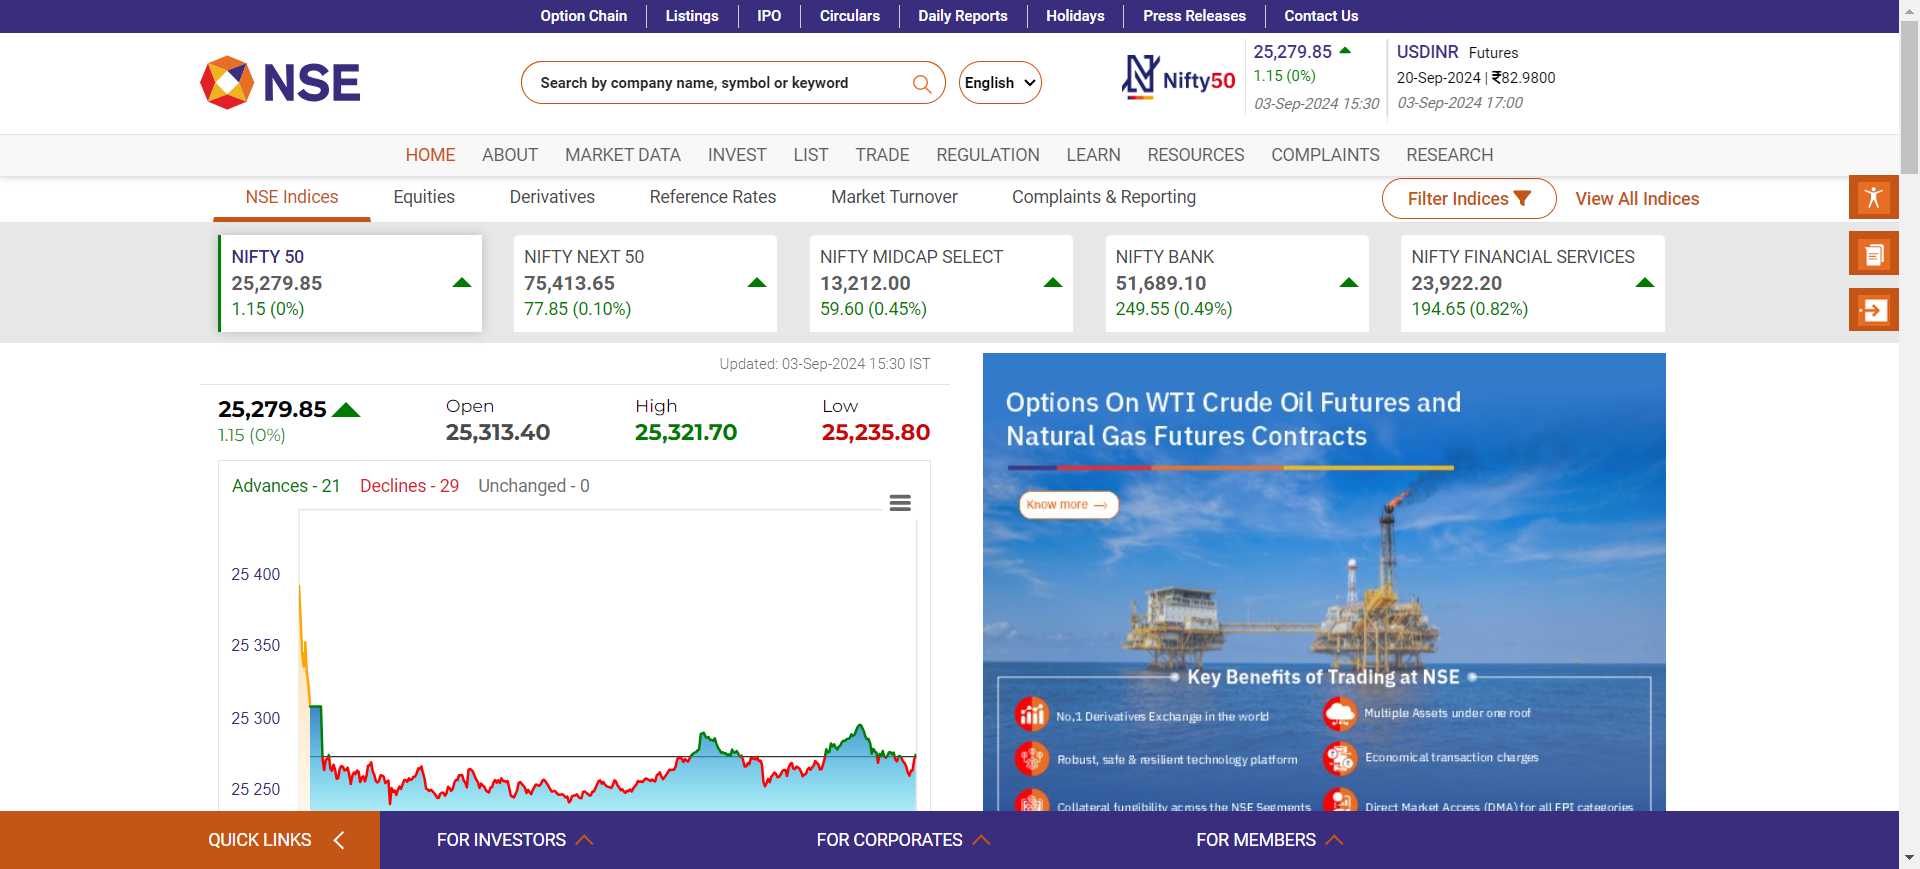 Option Chain
Listings
IPO
Circulars
Daily Reports
Holidays
Press Releases
Contact Us
NSE
Search by company name, symbol or keyword
English
Nifty50
25,279.85
1.15 (0%)
03-Sep-2024 15:30
USDINR Futures
20-Sep-2024 | ₹82.9800
03-Sep-2024 17:00
HOME
ABOUT
MARKET DATA
INVEST
LIST
TRADE
REGULATION
LEARN
RESOURCES
COMPLAINTS
RESEARCH
NSE Indices
Equities
Derivatives
Reference Rates
Market Turnover
Complaints & Reporting
Filter Indices
View All Indices
NIFTY 50
25,279.85
1.15 (0%)
NIFTY NEXT 50
75,413.65
77.85 (0.10%)
NIFTY MIDCAP SELECT
13,212.00
59.60 (0.45%)
NIFTY BANK
51,689.10
249.55 (0.49%)
NIFTY FINANCIAL SERVICES
23,922.20
194.65 (0.82%)
Updated: 03-Sep-2024 15:30 IST
25,279.85
1.15 (0%)
Open
25,313.40
High
25,321.70
Low
25,235.80
Advances - 21
Declines - 29
Unchanged - 0
25 400
25 350
25 300
25 250
Options On WTI Crude Oil Futures and
Natural Gas Futures Contracts
Know more
Key Benefits of Trading at NSE
No,1 Derivatives Exchange in the world
Multiple Assets under one roof
Robust, safe & resilient technology platform
Economical transaction charges
Collateral fungibility across the NSE Segments
Direct Market Access (DMA) for all FPI categories
QUICK LINKS
FOR INVESTORS
FOR CORPORATES
FOR MEMBERS